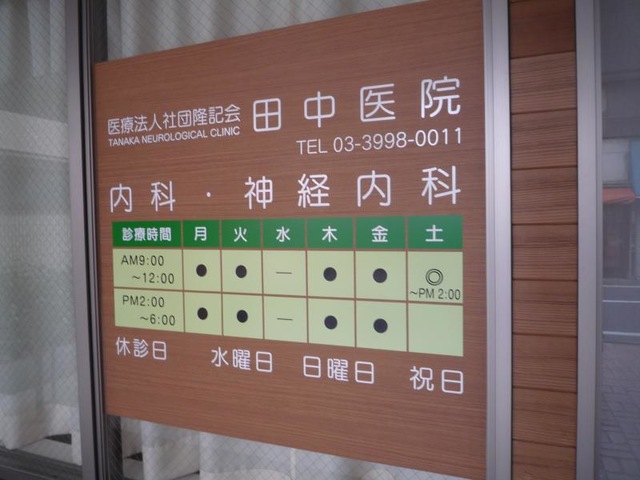 医療法人社団隆記会 田中医院
TANAKA NEUROLOGICAL CLINIC
TEL 03-3998-0011
内科・神経内科
診療時間 月 火 水 木 金 土
AM9:00 ～12:00 ● ● — ● ● ◎ ～PM 2:00
PM2:00 ～6:00 ● ● — ● ●
休診日 水曜日 日曜日 祝日